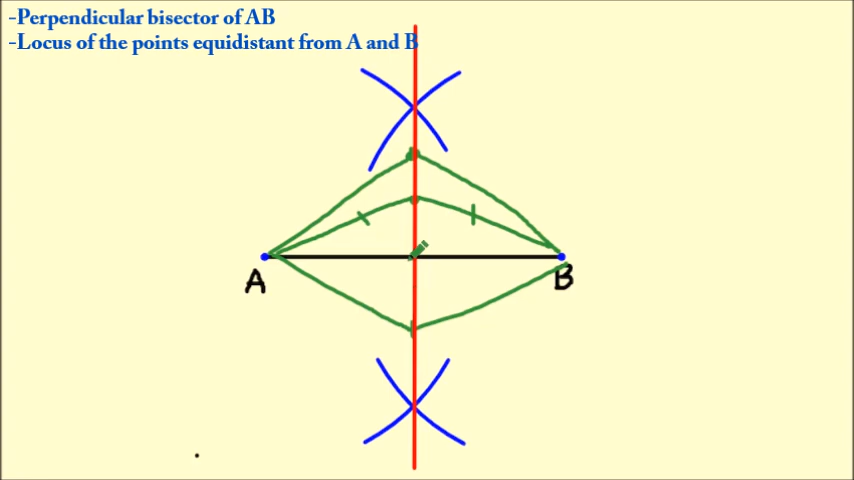 -Perpendicular bisector of AB
-Locus of the points equidistant from A and B
A
B